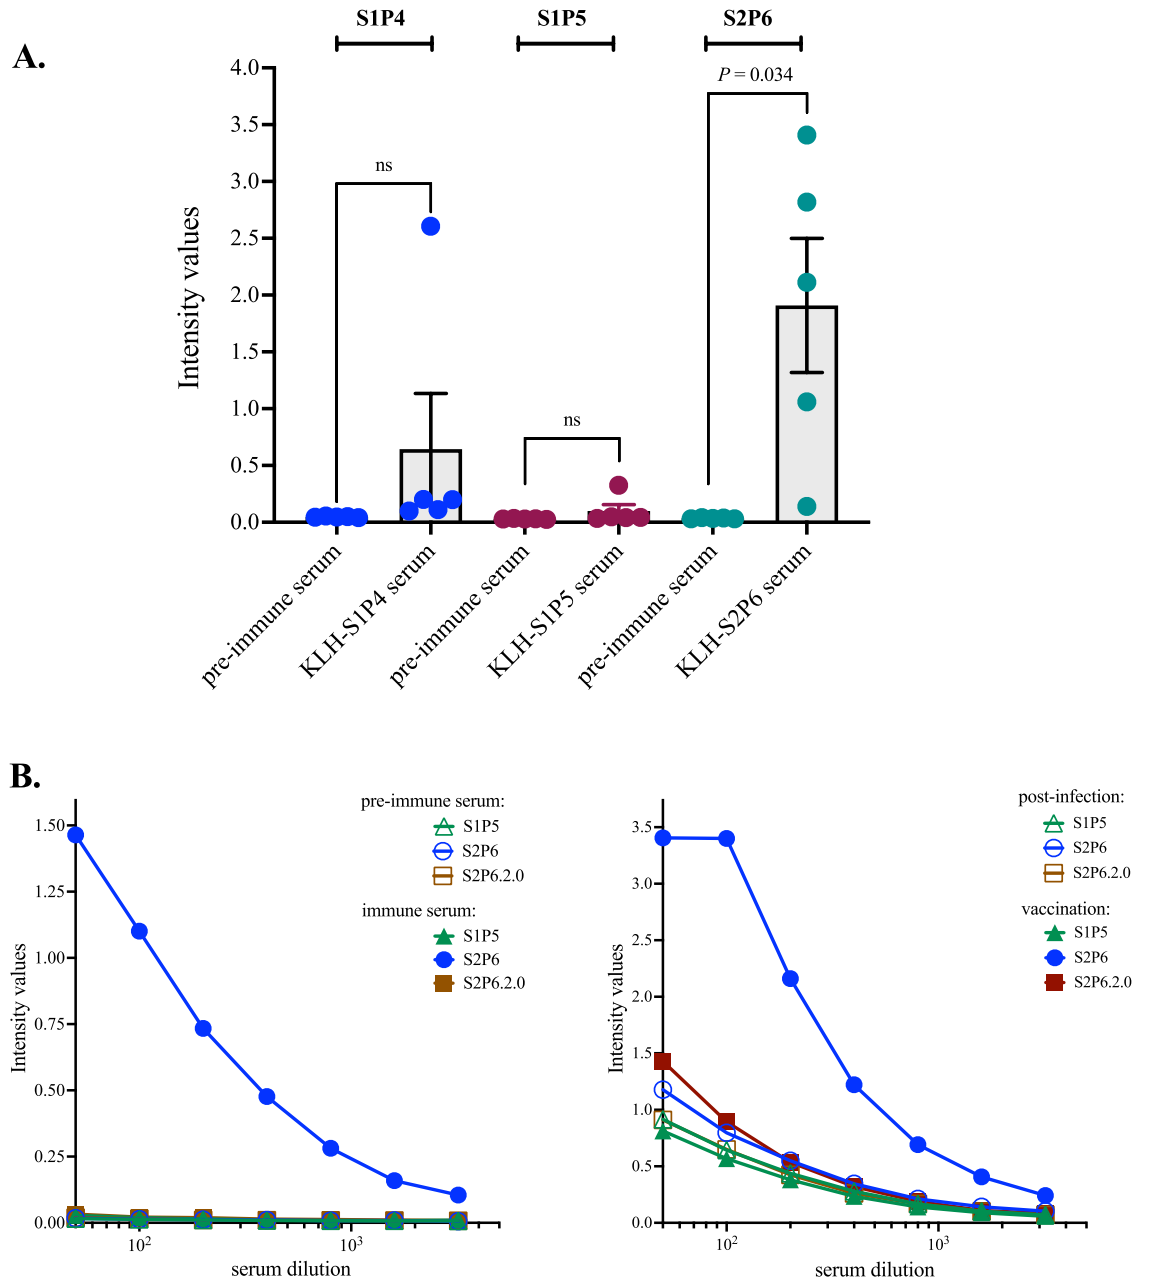 A.
S1P4 S1P5 S2P6
P = 0.034
ns
ns
Intensity values
4.0
3.5
3.0
2.5
2.0
1.5
1.0
0.5
0.0
pre-immune serum
KLH-S1P4 serum
pre-immune serum
KLH-S1P5 serum
pre-immune serum
KLH-S2P6 serum
B.
Intensity values
1.50
1.25
1.00
0.75
0.50
0.25
0.00
10² 10³
serum dilution
pre-immune serum:
S1P5
S2P6
S2P6.2.0
immune serum:
S1P5
S2P6
S2P6.2.0
Intensity values
3.5
3.0
2.5
2.0
1.5
1.0
0.5
0.0
10² 10³
serum dilution
post-infection:
S1P5
S2P6
S2P6.2.0
vaccination:
S1P5
S2P6
S2P6.2.0